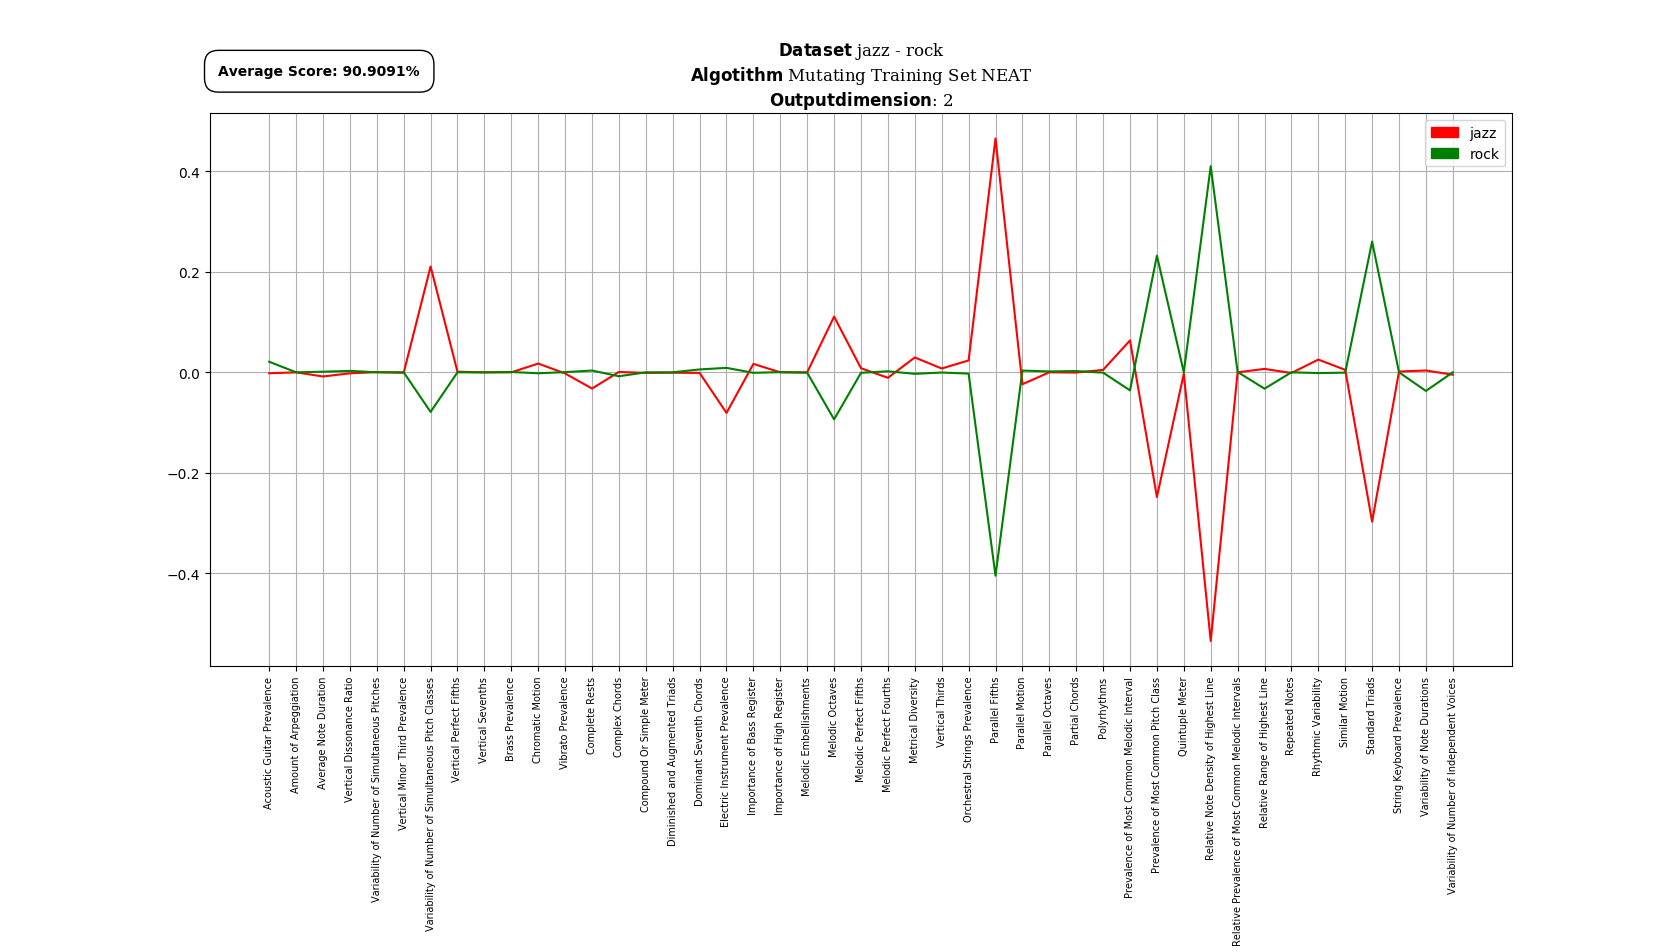 Dataset jazz - rock
Average Score: 90.9091%
Algotithm Mutating Training Set NEAT
Outputdimension: 2
jazz
rock
0.4
0.2
0.0
−0.2
−0.4
Acoustic Guitar Prevalence
Amount of Arpeggiation
Average Note Duration
Vertical Dissonance Ratio
Variability of Number of Simultaneous Pitches
Vertical Minor Third Prevalence
Variability of Number of Simultaneous Pitch Classes
Vertical Perfect Fifths
Vertical Sevenths
Brass Prevalence
Chromatic Motion
Vibrato Prevalence
Complete Rests
Complex Chords
Compound Or Simple Meter
Diminished and Augmented Triads
Dominant Seventh Chords
Electric Instrument Prevalence
Importance of Bass Register
Importance of High Register
Melodic Embellishments
Melodic Octaves
Melodic Perfect Fifths
Melodic Perfect Fourths
Metrical Diversity
Vertical Thirds
Orchestral Strings Prevalence
Parallel Fifths
Parallel Motion
Parallel Octaves
Partial Chords
Polyrhythms
Prevalence of Most Common Melodic Interval
Prevalence of Most Common Pitch Class
Quintuple Meter
Relative Note Density of Highest Line
Relative Prevalence of Most Common Melodic Intervals
Relative Range of Highest Line
Repeated Notes
Rhythmic Variability
Similar Motion
Standard Triads
String Keyboard Prevalence
Variability of Note Durations
Variability of Number of Independent Voices